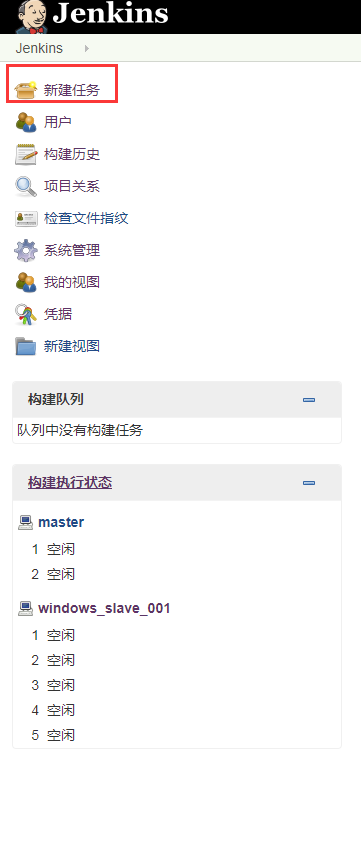 Jenkins
Jenkins
新建任务
用户
构建历史
项目关系
检查文件指纹
系统管理
我的视图
凭据
新建视图
构建队列
队列中没有构建任务
构建执行状态
master
1 空闲
2 空闲
windows_slave_001
1 空闲
2 空闲
3 空闲
4 空闲
5 空闲